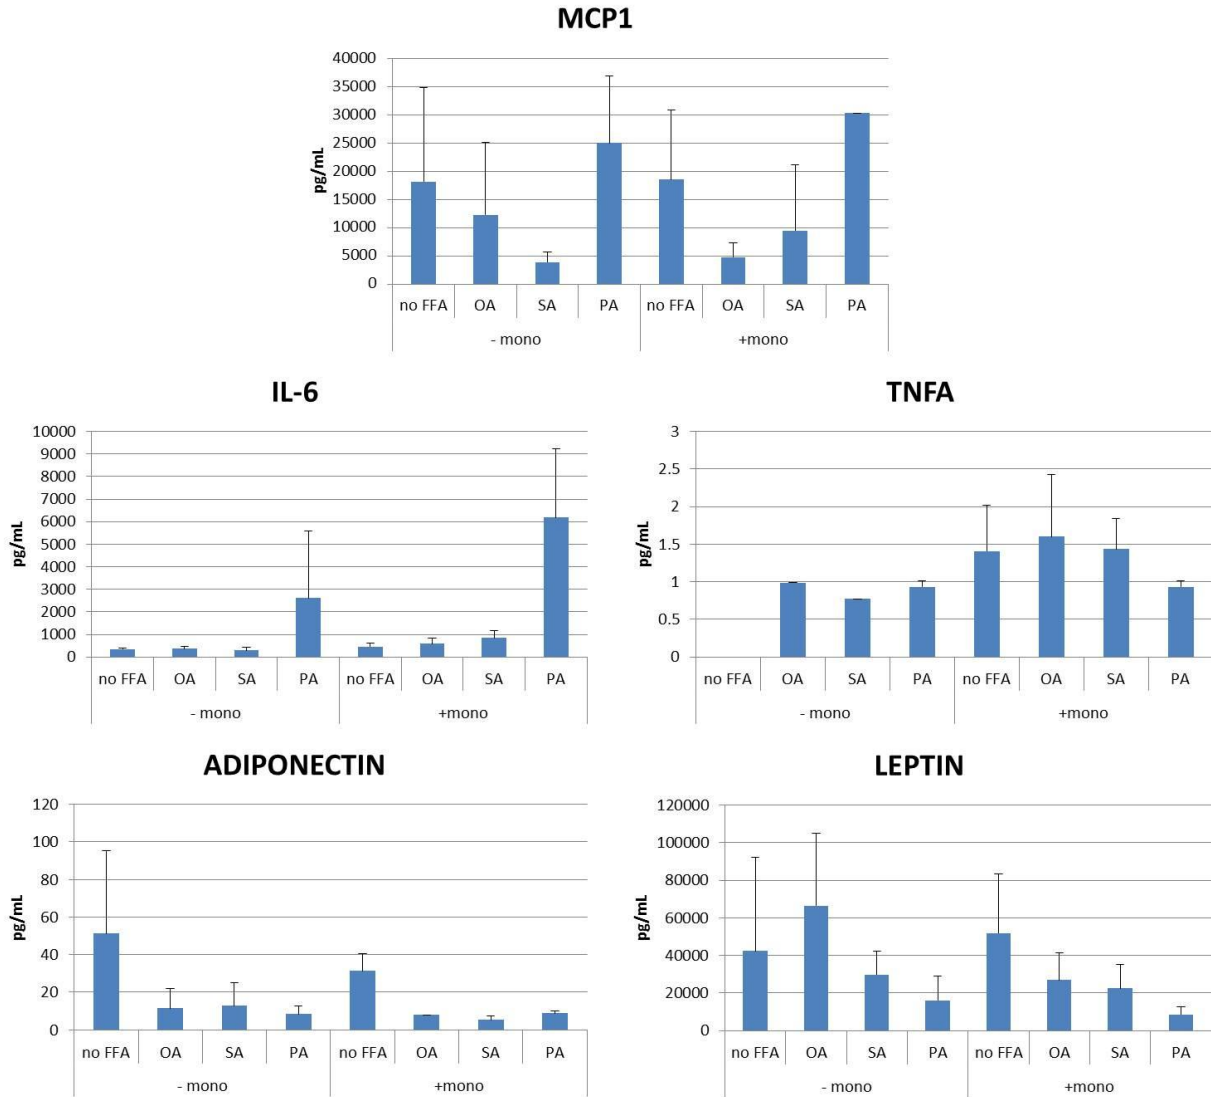 MCP1
40000
35000
30000
25000
20000
15000
10000
5000
0
pg/mL
no FFA OA SA PA no FFA OA SA PA
- mono +mono
IL-6
10000
9000
8000
7000
6000
5000
4000
3000
2000
1000
0
pg/mL
no FFA OA SA PA no FFA OA SA PA
- mono +mono
TNFA
3
2.5
2
1.5
1
0.5
0
pg/mL
no FFA OA SA PA no FFA OA SA PA
- mono +mono
ADIPONECTIN
120
100
80
60
40
20
0
pg/mL
no FFA OA SA PA no FFA OA SA PA
- mono +mono
LEPTIN
120000
100000
80000
60000
40000
20000
0
pg/mL
no FFA OA SA PA no FFA OA SA PA
- mono +mono